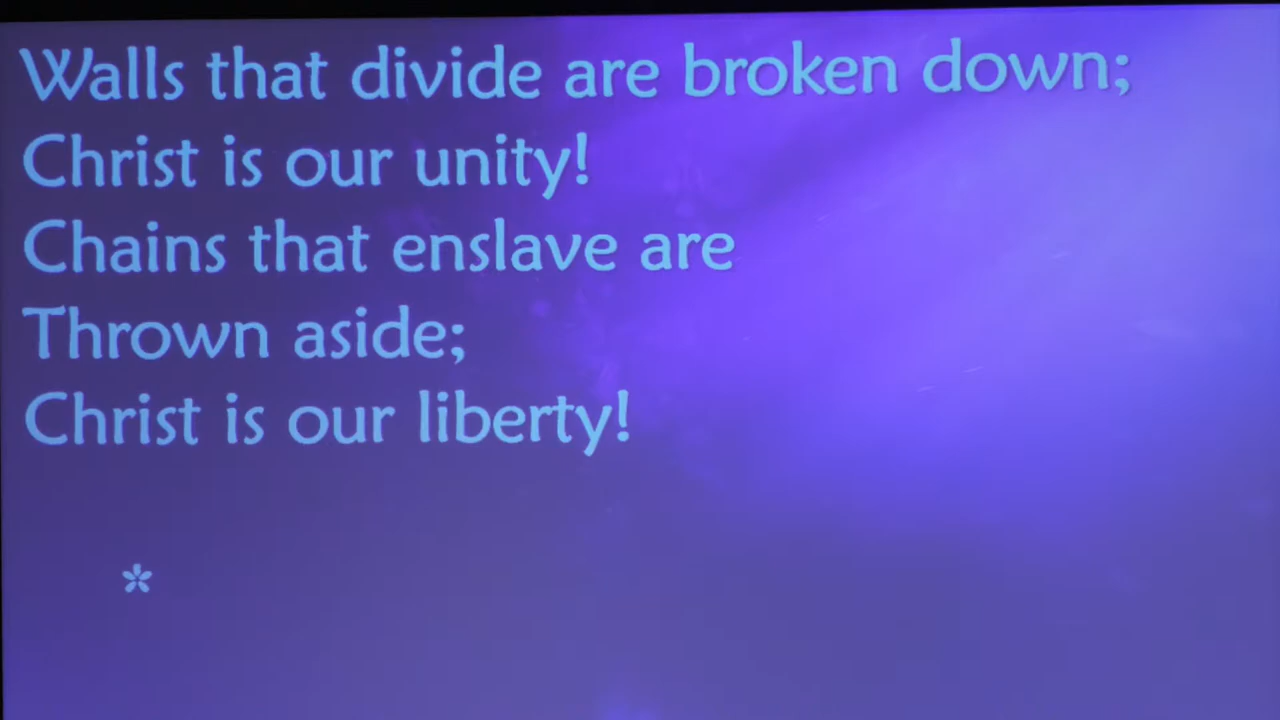 Walls that divide are broken down;
Christ is our unity!
Chains that enslave are
Thrown aside;
Christ is our liberty!
*